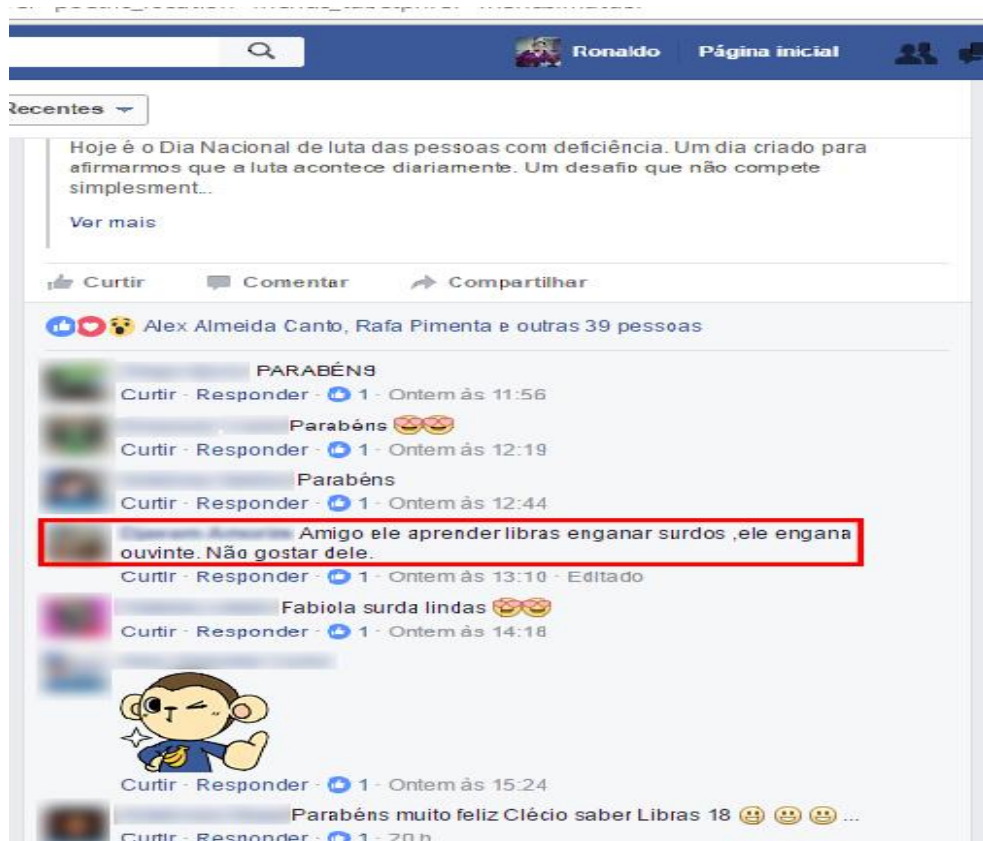 Ronaldo Página inicial
Recentes
Hoje é o Dia Nacional de luta das pessoas com deficiência. Um dia criado para
afirmarmos que a luta acontece diariamente. Um desafio que não compete
simplesment...
Ver mais
Curtir Comentar Compartilhar
Alex Almeida Canto, Rafa Pimenta e outras 39 pessoas
PARABÉNS
Curtir · Responder · 1 · Ontem às 11:56
Parabéns
Curtir · Responder · 1 · Ontem às 12:19
Parabéns
Curtir · Responder · 1 · Ontem às 12:44
Amigo ele aprender libras enganar surdos ,ele engana
ouvinte. Não gostar dele.
Curtir · Responder · 1 · Ontem às 13:10 · Editado
Fabiola surda lindas
Curtir · Responder · 1 · Ontem às 14:18
Curtir · Responder · 1 · Ontem às 15:24
Parabéns muito feliz Clécio saber Libras 18 😃 😃 😃 ...
Curtir · Responder · 1 · 20 h